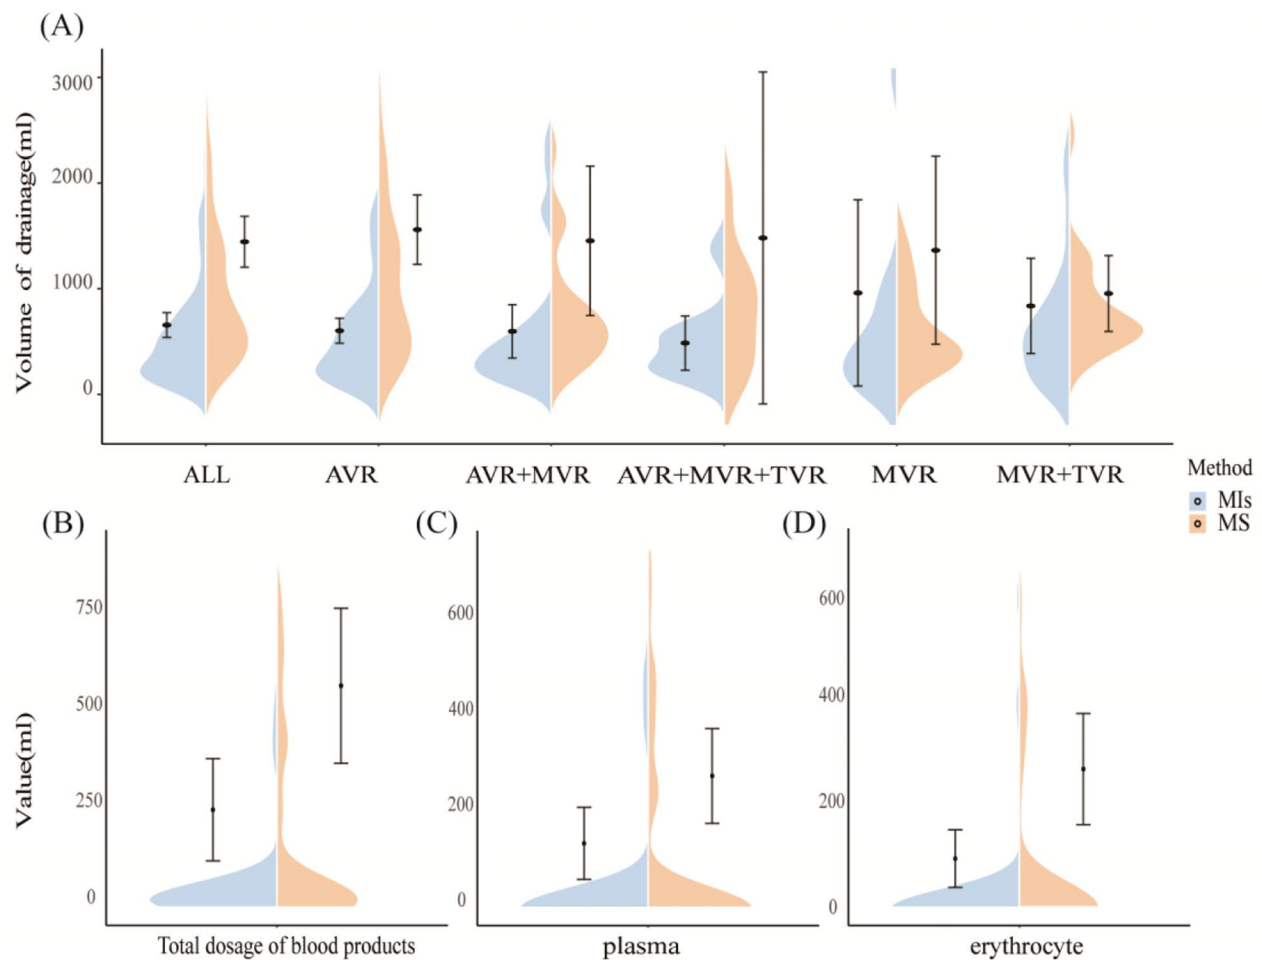 (A)
Volume of drainage(ml)
3000
2000
1000
0
ALL AVR AVR+MVR AVR+MVR+TVR MVR MVR+TVR
Method
MIs
MS
(B)
Value(ml)
750
500
250
0
Total dosage of blood products
(C)
600
400
200
0
plasma
(D)
600
400
200
0
erythrocyte